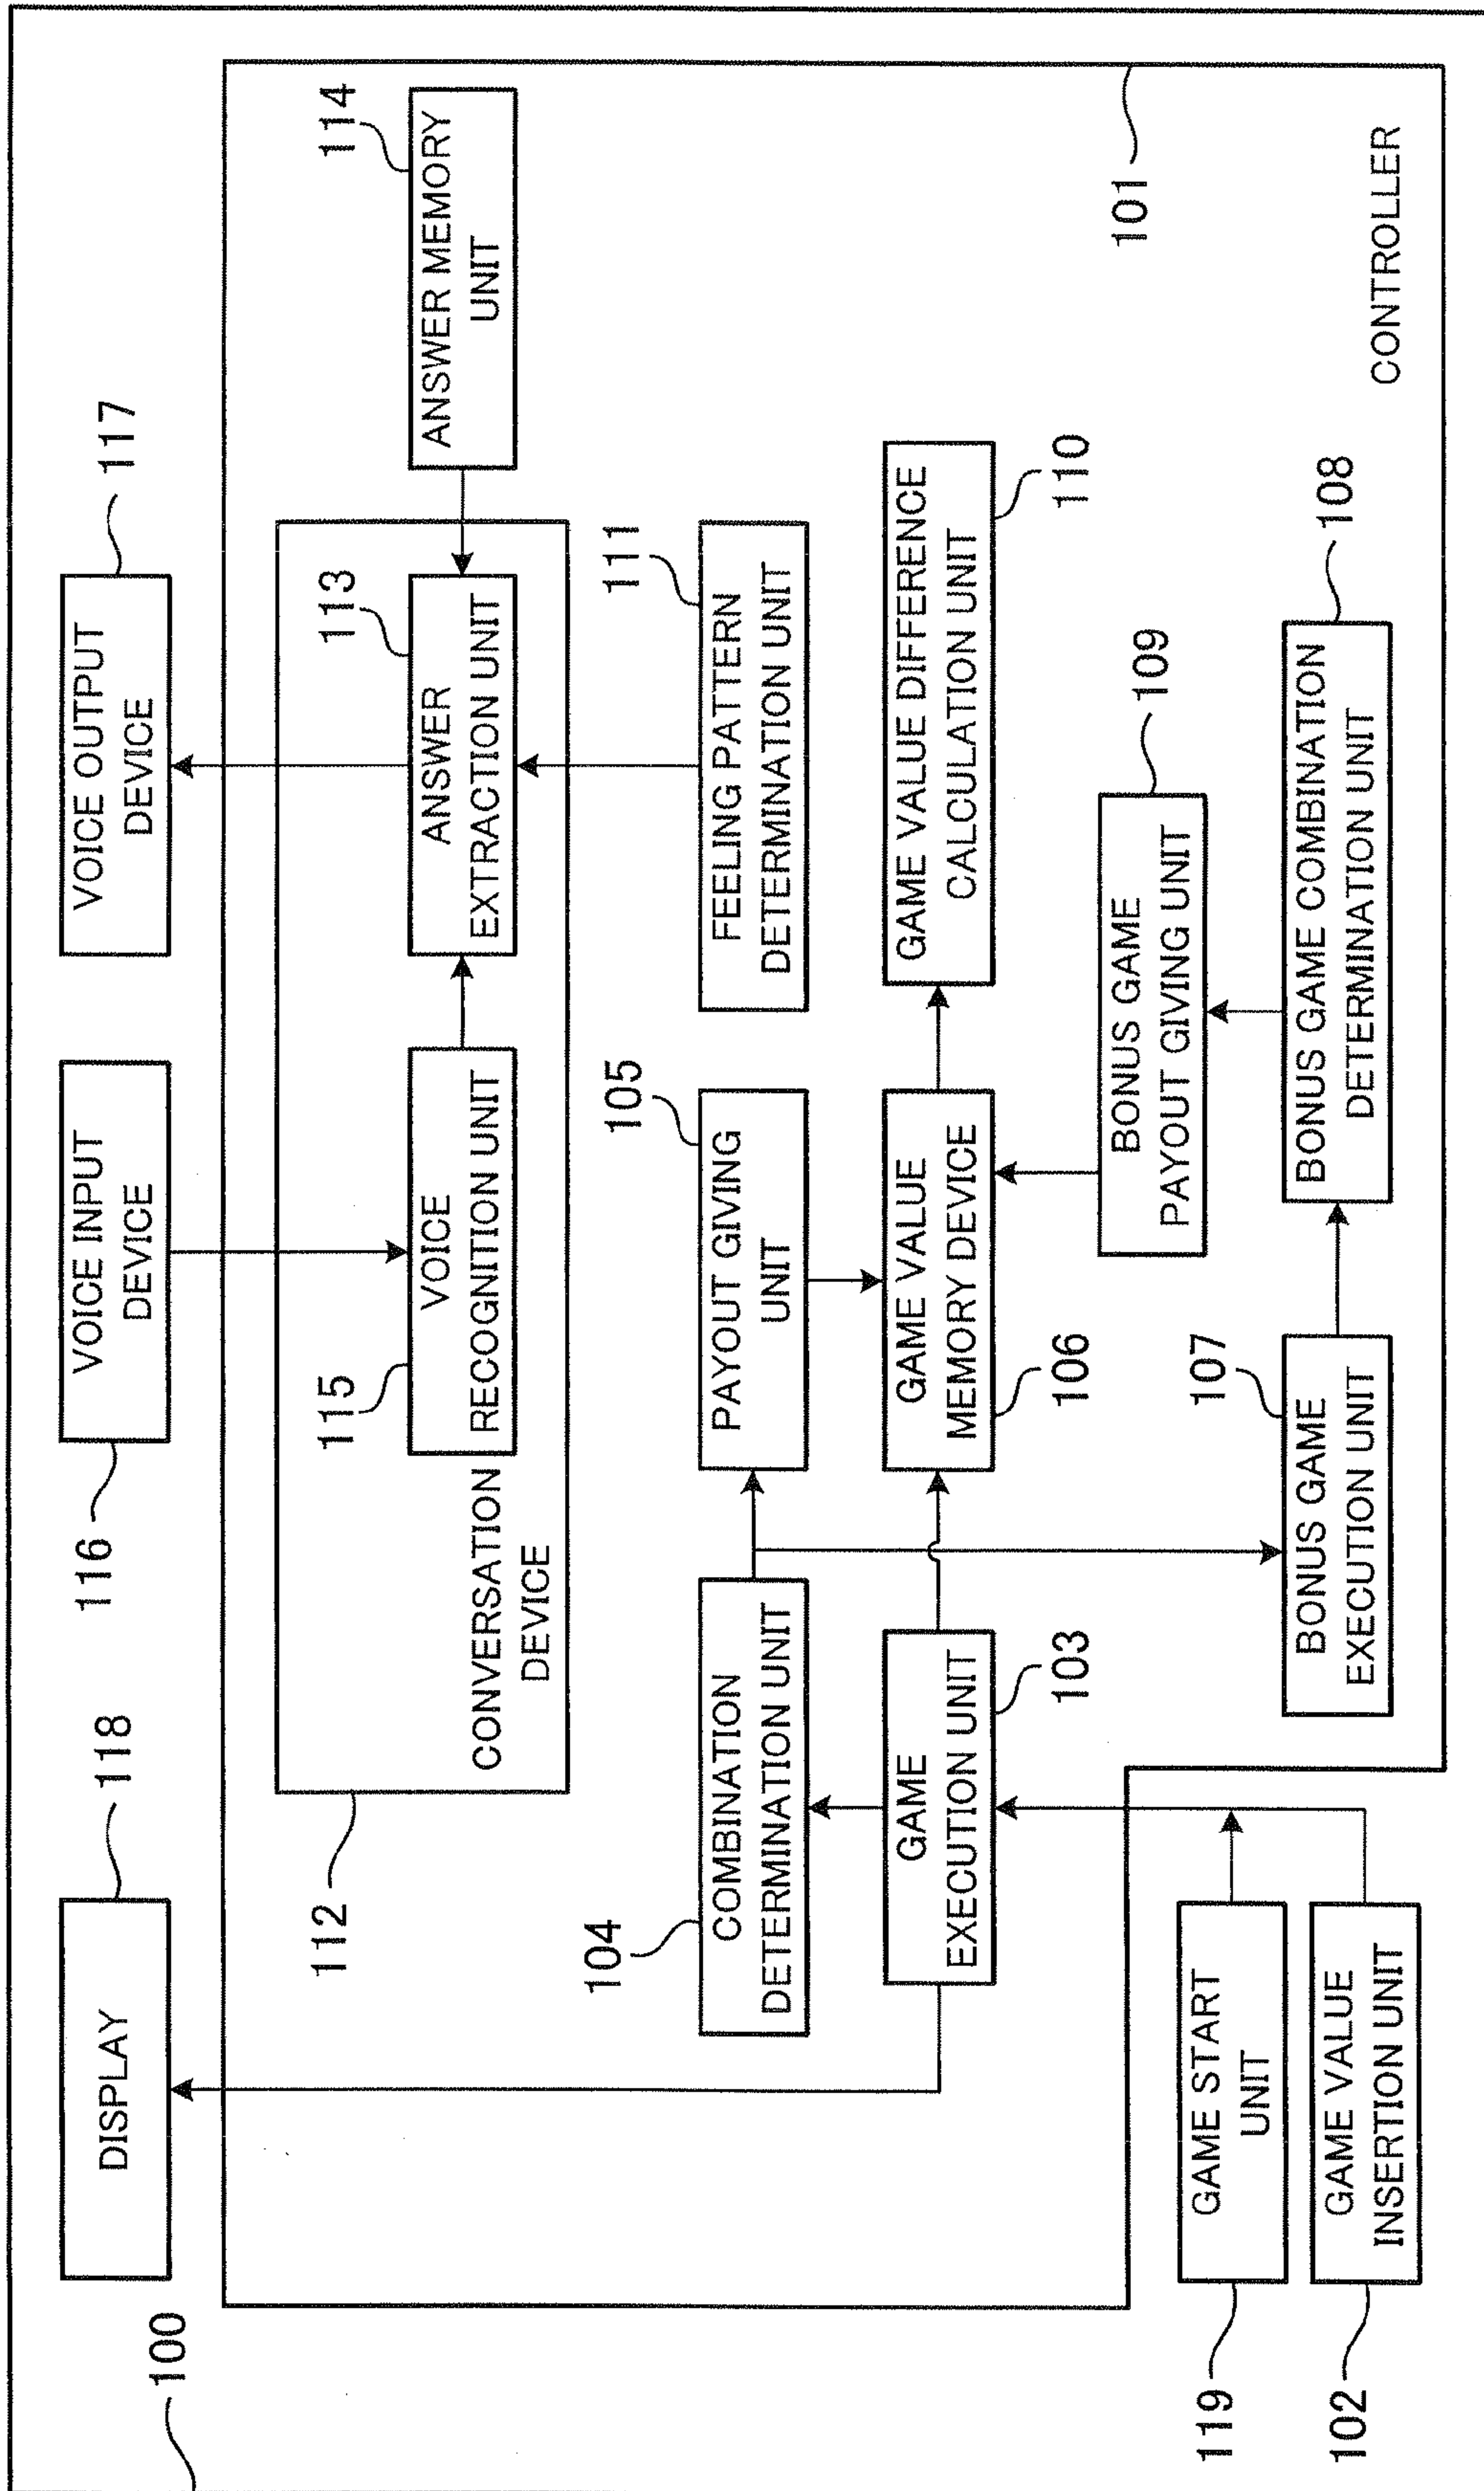 100
DISPLAY
118
VOICE INPUT
DEVICE
116
VOICE OUTPUT
DEVICE
117
112
CONVERSATION
DEVICE
115
VOICE
RECOGNITION UNIT
113
ANSWER
EXTRACTION UNIT
114
ANSWER MEMORY
UNIT
104
COMBINATION
DETERMINATION UNIT
105
PAYOUT GIVING
UNIT
111
FEELING PATTERN
DETERMINATION UNIT
GAME
EXECUTION UNIT
103
GAME VALUE
MEMORY DEVICE
106
GAME VALUE DIFFERENCE
CALCULATION UNIT
110
109
BONUS GAME
PAYOUT GIVING UNIT
101
119
GAME START
UNIT
107
BONUS GAME
EXECUTION UNIT
BONUS GAME COMBINATION
DETERMINATION UNIT
108
CONTROLLER
102
GAME VALUE
INSERTION UNIT